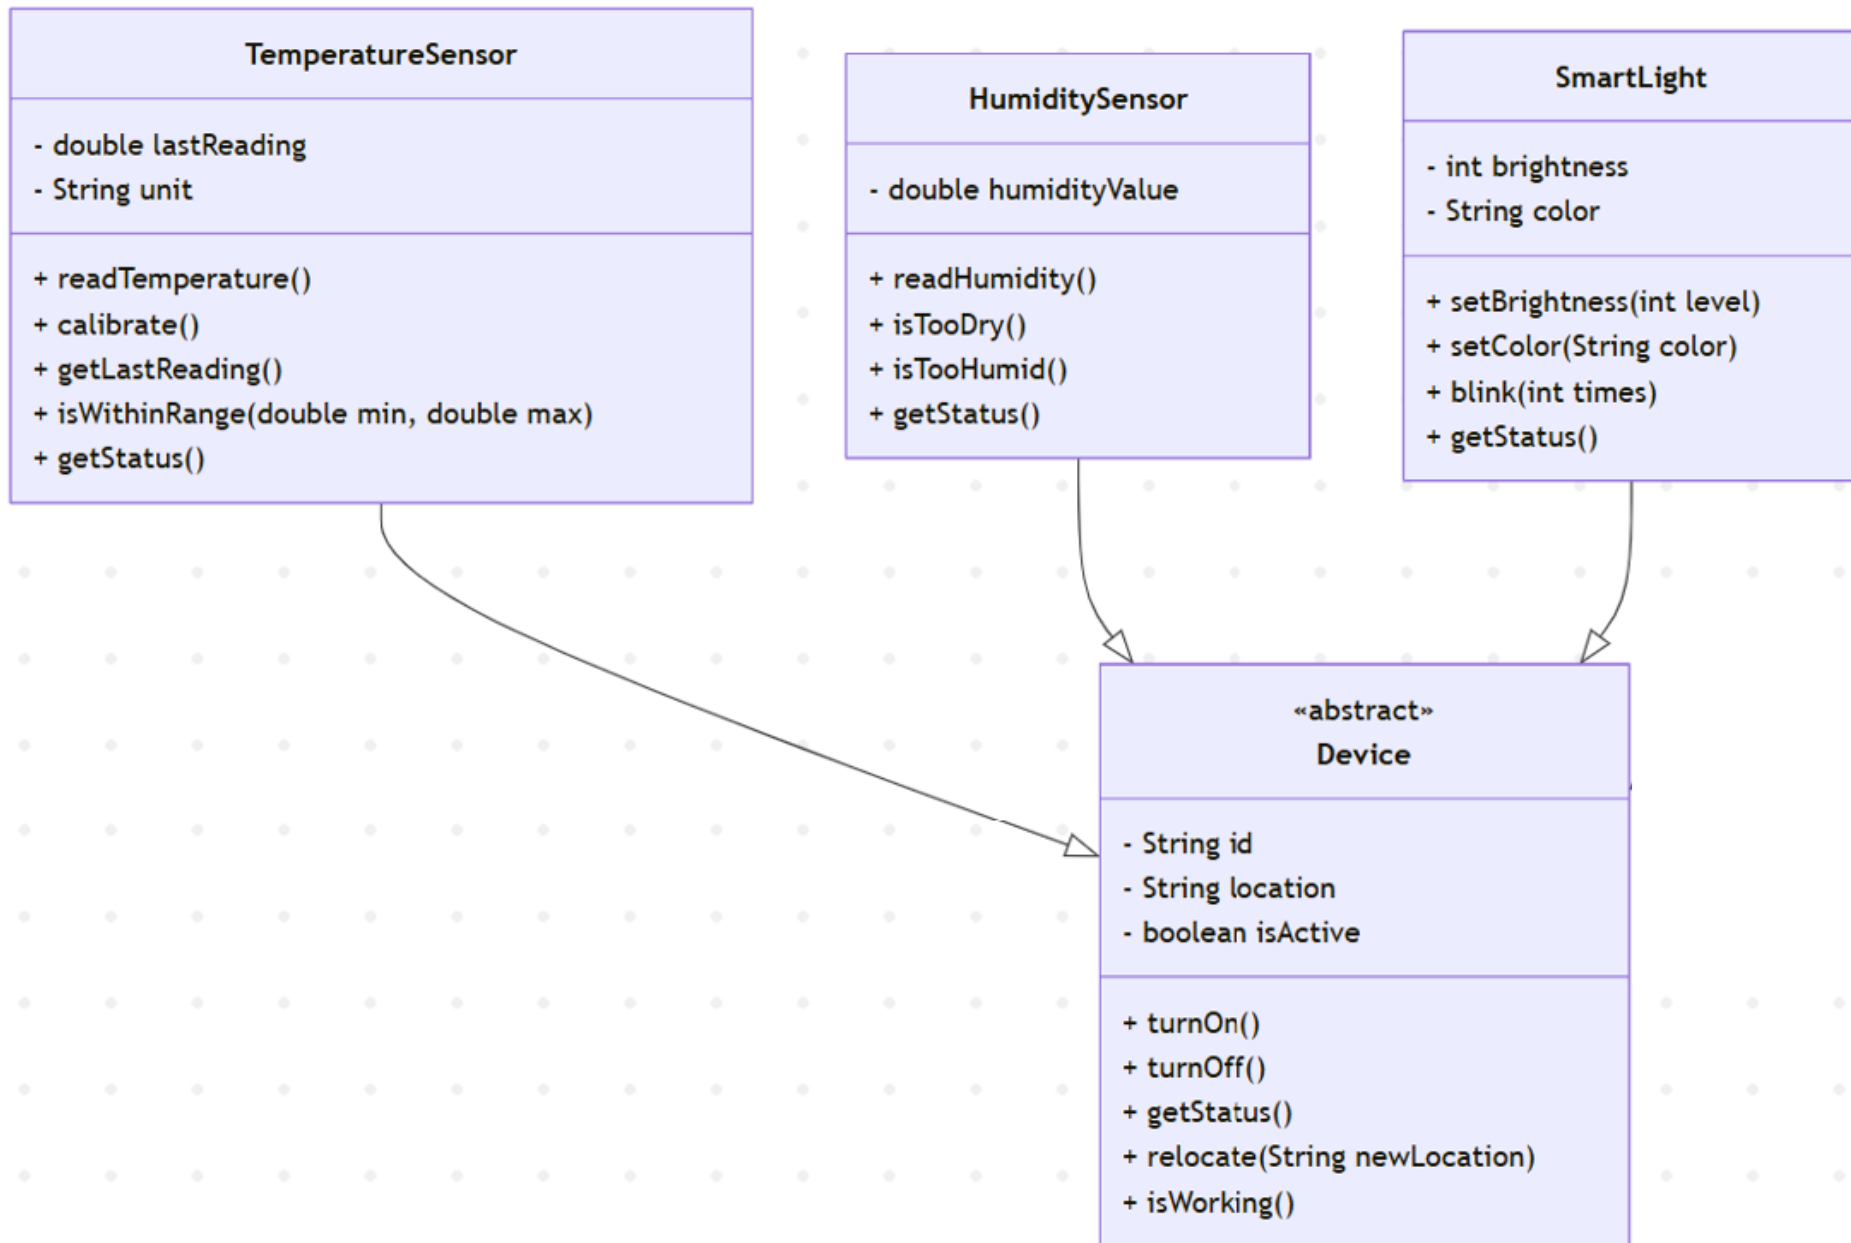 TemperatureSensor
- double lastReading
- String unit
+ readTemperature()
+ calibrate()
+ getLastReading()
+ isWithinRange(double min, double max)
+ getStatus()
HumiditySensor
- double humidityValue
+ readHumidity()
+ isTooDry()
+ isTooHumid()
+ getStatus()
SmartLight
- int brightness
- String color
+ setBrightness(int level)
+ setColor(String color)
+ blink(int times)
+ getStatus()
«abstract»
Device
- String id
- String location
- boolean isActive
+ turnOn()
+ turnOff()
+ getStatus()
+ relocate(String newLocation)
+ isWorking()